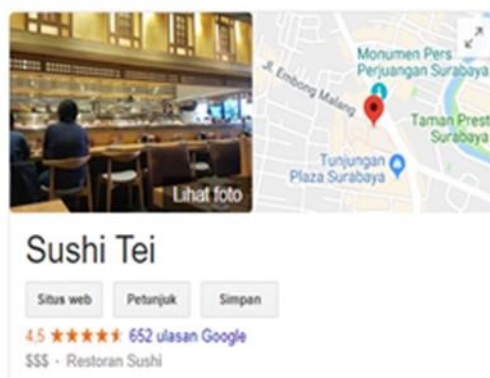 Monumen Pers
Perjuangan Surabaya
Jl. Embong Malang
Taman Prest
Surabaya
Tunjungan
Plaza Surabaya
Lihat foto
Sushi Tei
Situs web
Petunjuk
Simpan
4,5 652 ulasan Google
$$$ · Restoran Sushi